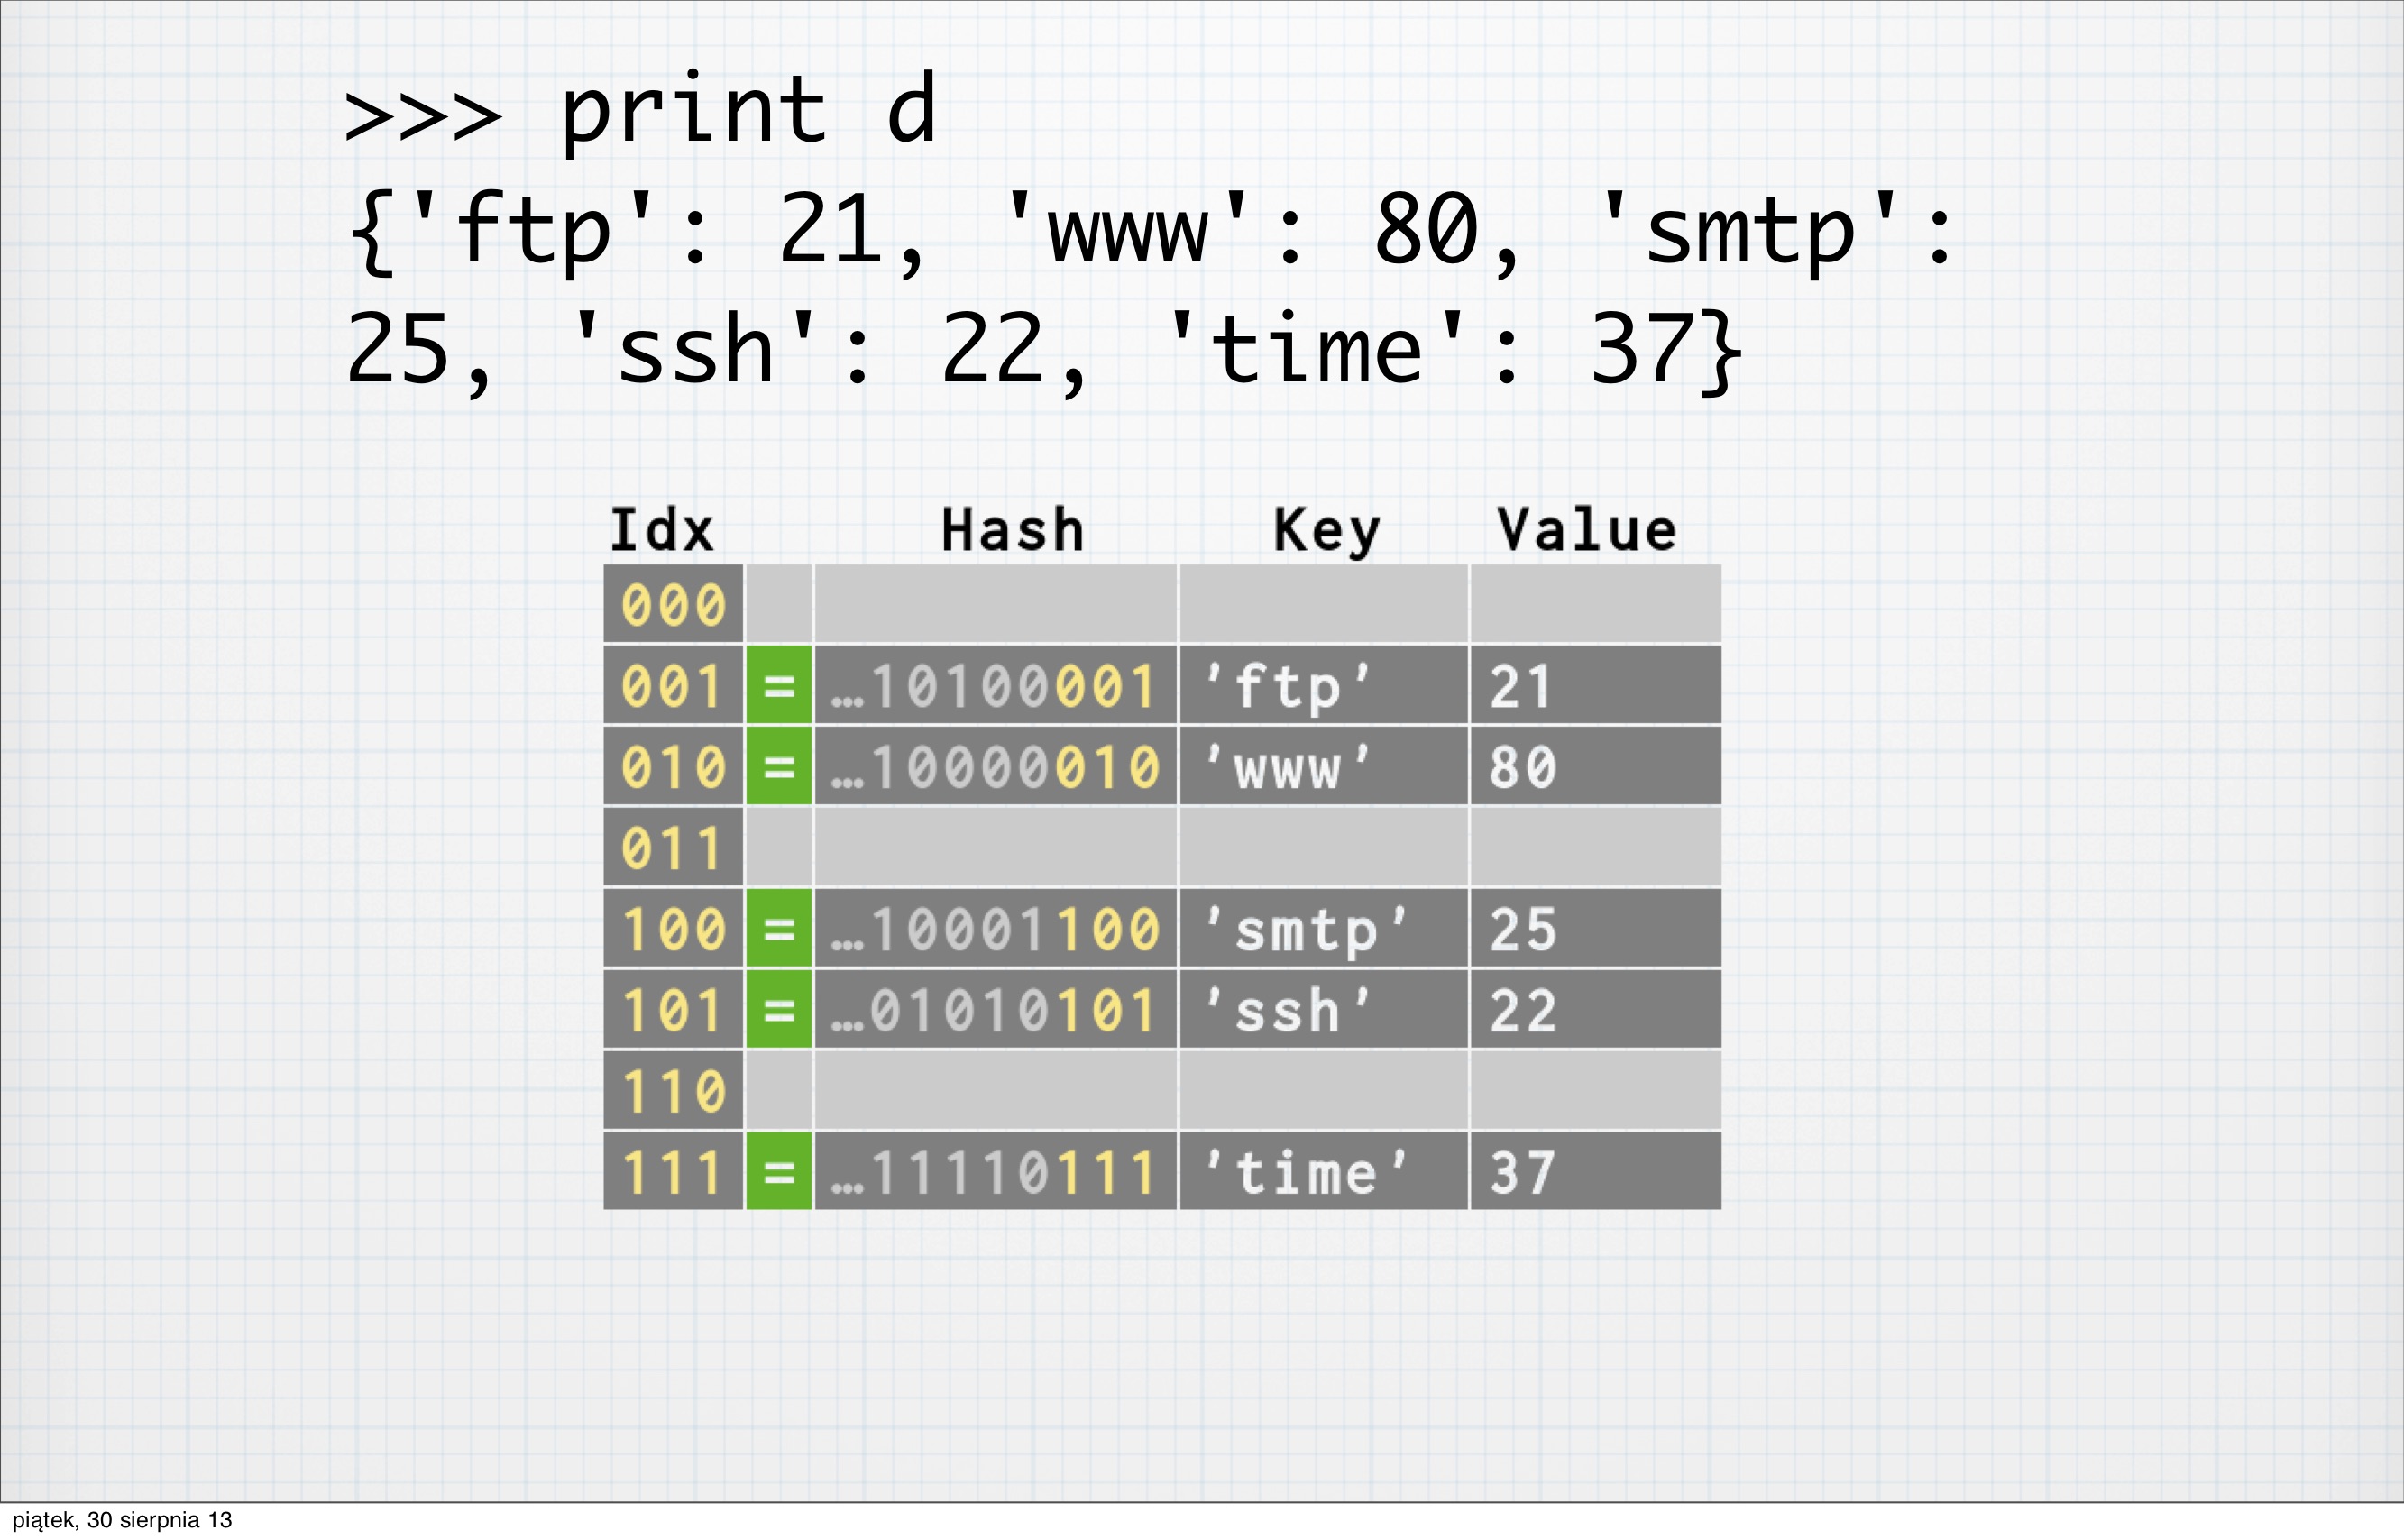 >>> print d
{'ftp': 21, 'www': 80, 'smtp':
25, 'ssh': 22, 'time': 37}
Idx Hash Key Value
000
001 = …10100001 'ftp' 21
010 = …10000010 'www' 80
011
100 = …10001100 'smtp' 25
101 = …01010101 'ssh' 22
110
111 = …11110111 'time' 37
piątek, 30 sierpnia 13